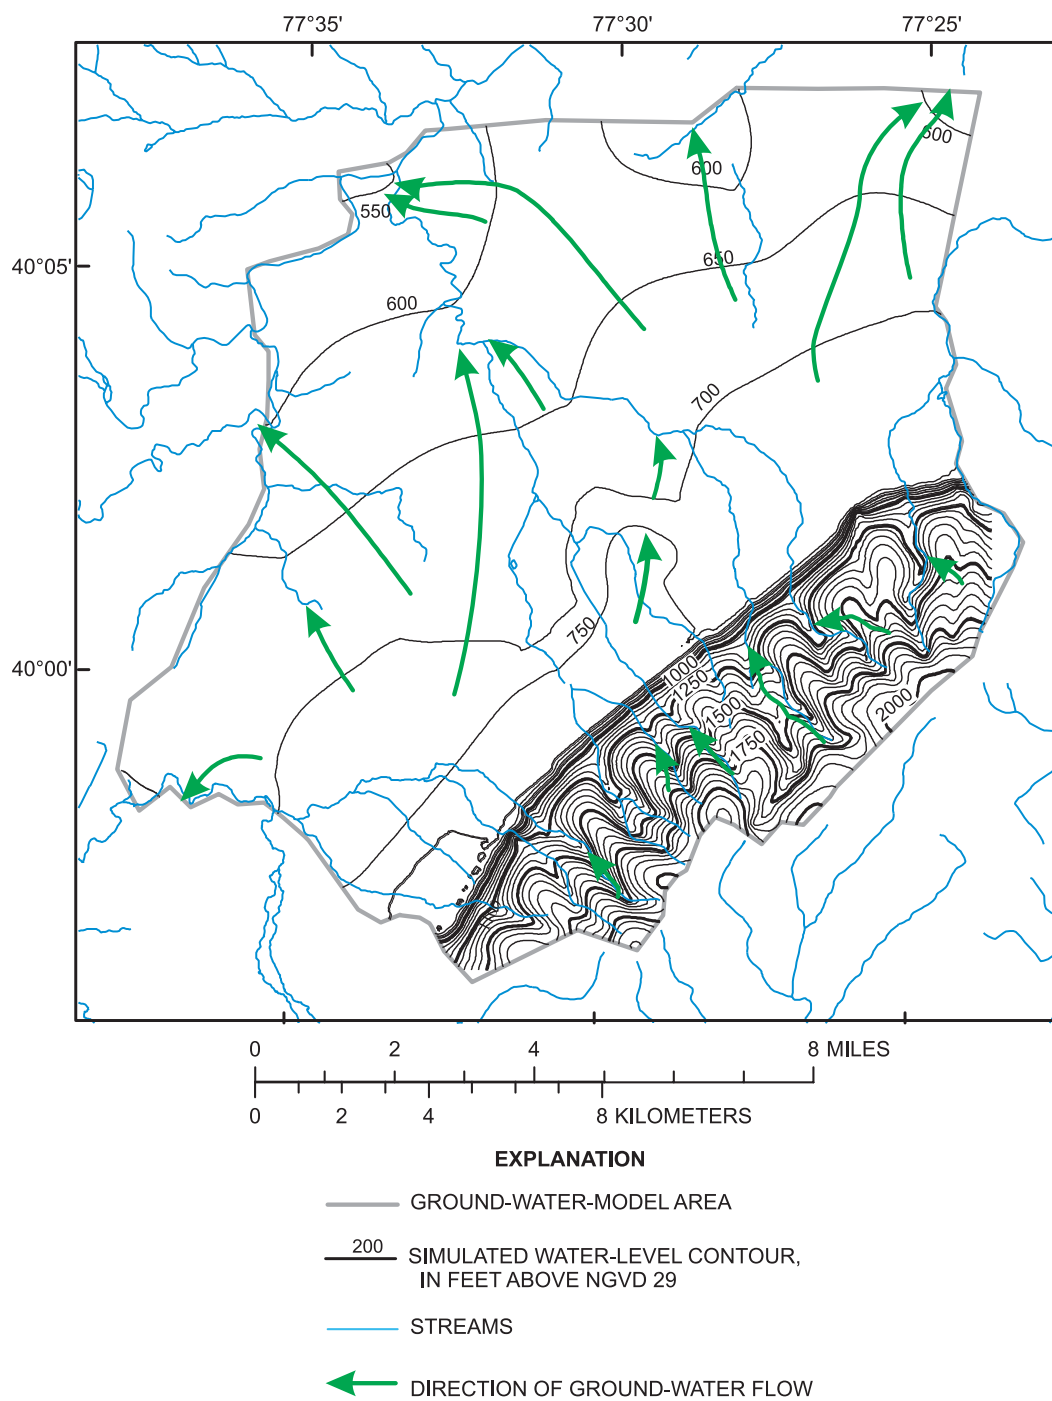 77°35'
77°30'
77°25'
600
500
550
40°05'
650
600
700
750
40°00'
1000
1250
1500
1750
2000
0 2 4 8 MILES
0 2 4 8 KILOMETERS
EXPLANATION
GROUND-WATER-MODEL AREA
200
SIMULATED WATER-LEVEL CONTOUR,
IN FEET ABOVE NGVD 29
STREAMS
DIRECTION OF GROUND-WATER FLOW